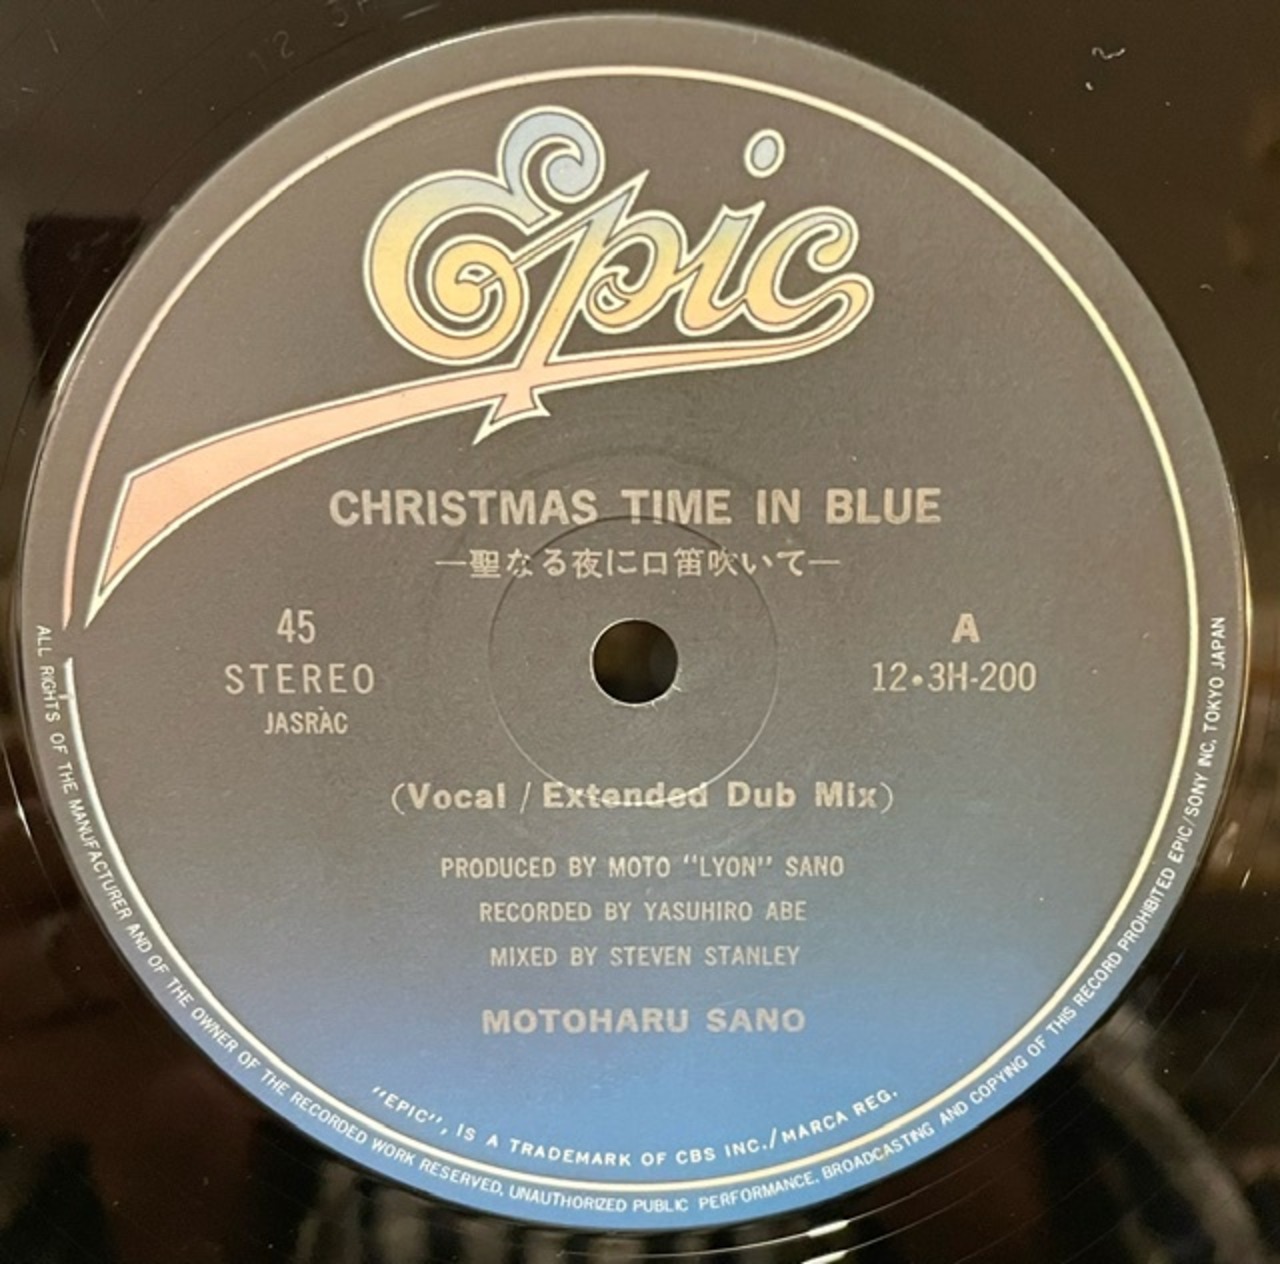 Epic
CHRISTMAS TIME IN BLUE
—聖なる夜に口笛吹いて—
45
STEREO
JASRAC
A
12•3H-200
(Vocal / Extended Dub Mix)
PRODUCED BY MOTO "LYON" SANO
RECORDED BY YASUHIRO ABE
MIXED BY STEVEN STANLEY
MOTOHARU SANO
"EPIC", IS A TRADEMARK OF CBS INC./MARCA REG.
ALL RIGHTS OF THE MANUFACTURER AND OF THE OWNER OF THE RECORDED WORK RESERVED, UNAUTHORIZED PUBLIC PERFORMANCE, BROADCASTING AND COPYING OF THIS RECORD PROHIBITED EPIC/SONY INC. TOKYO JAPAN